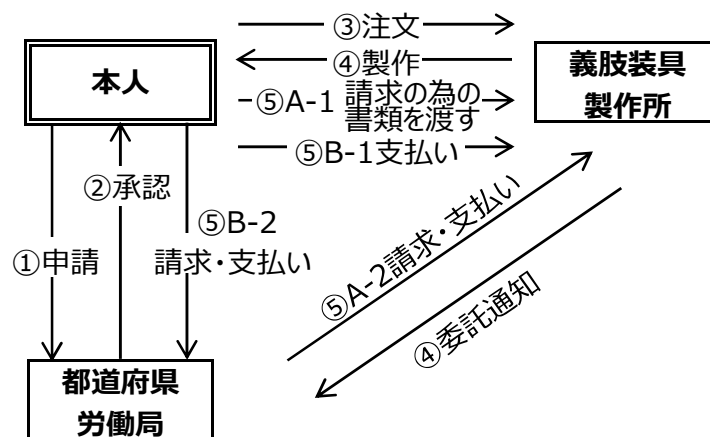 ③注文
④製作
本人
義肢装具
製作所
⑤A-1 請求の為の
書類を渡す
⑤B-1支払い
②承認
⑤B-2
①申請
請求・支払い
⑤A-2請求・支払い
④委託通知
都道府県
労働局